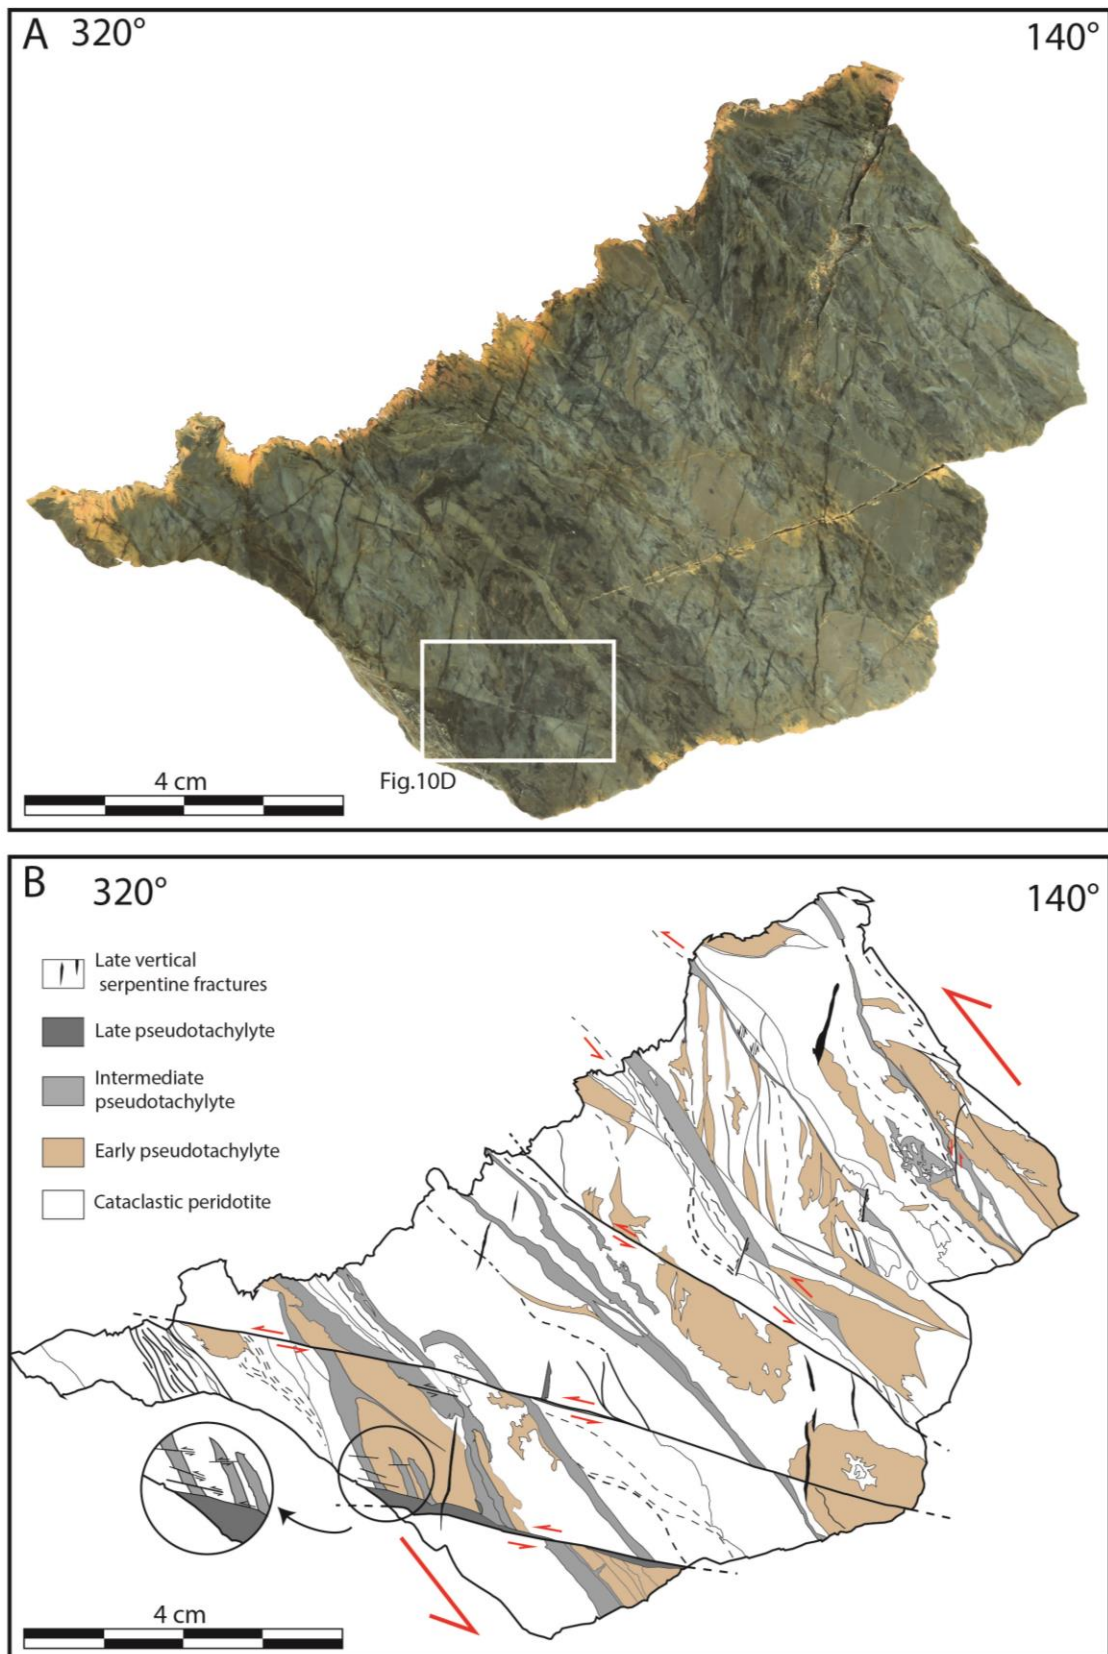 A 320°
140°
4 cm
Fig.10D
B 320°
140°
Late vertical
serpentine fractures
Late pseudotachylyte
Intermediate
pseudotachylyte
Early pseudotachylyte
Cataclastic peridotite
4 cm